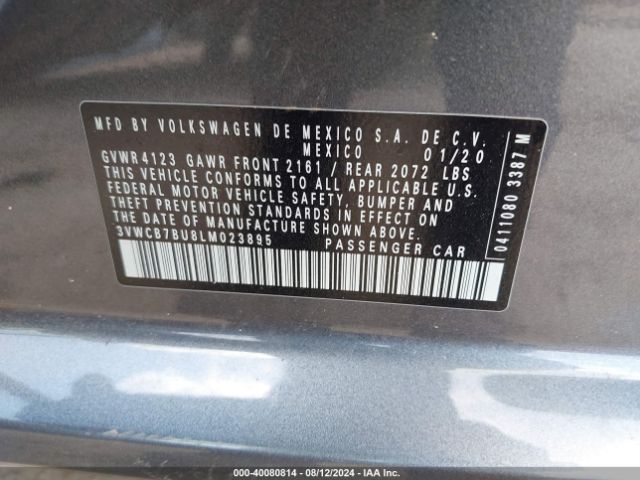 MFD BY VOLKSWAGEN DE MEXICO S.A. DE C.V.
MEXICO 01/20
GVWR 4123 GAWR FRONT 2161 / REAR 2072 LBS
THIS VEHICLE CONFORMS TO ALL APPLICABLE U.S.
FEDERAL MOTOR VEHICLE SAFETY, BUMPER AND
THEFT PREVENTION STANDARDS IN EFFECT ON
THE DATE OF MANUFACTURE SHOWN ABOVE.
3VWCB7BU8LM023895 PASSENGER CAR
0411080 3387 M
000-40080814 - 08/12/2024 - IAA Inc.